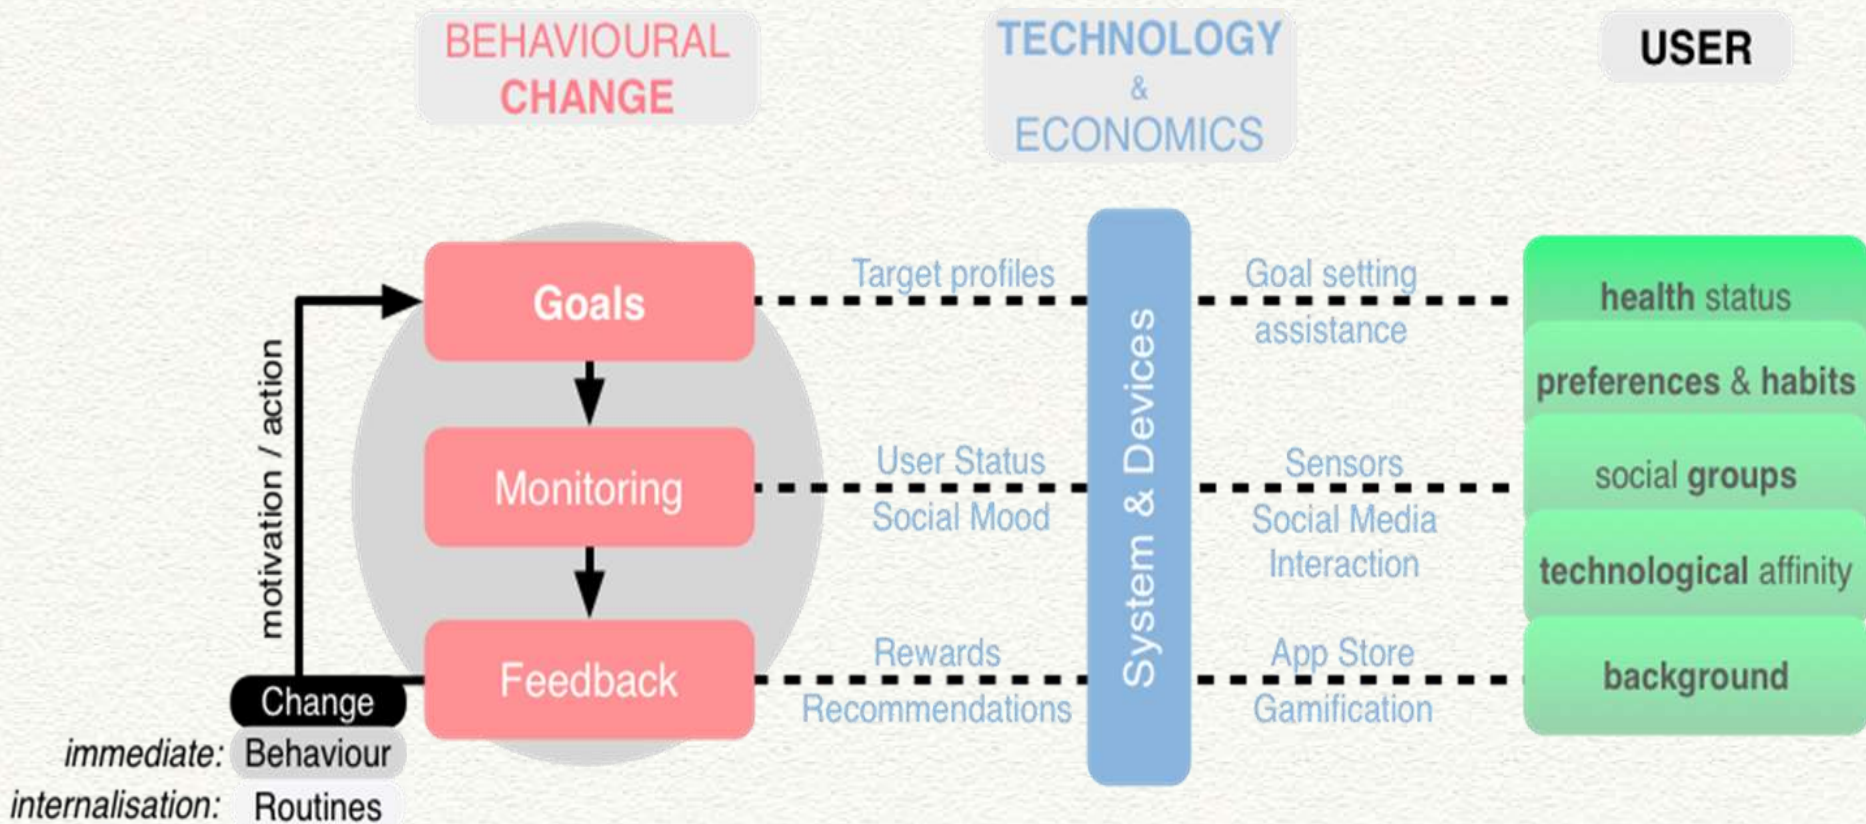 BEHAVIOURAL
CHANGE
TECHNOLOGY
&
ECONOMICS
USER
motivation / action
Goals
Monitoring
Feedback
Change
immediate: Behaviour
internalisation: Routines
Target profiles
User Status
Social Mood
Rewards
Recommendations
System & Devices
Goal setting
assistance
Sensors
Social Media
Interaction
App Store
Gamification
health status
preferences & habits
social groups
technological affinity
background